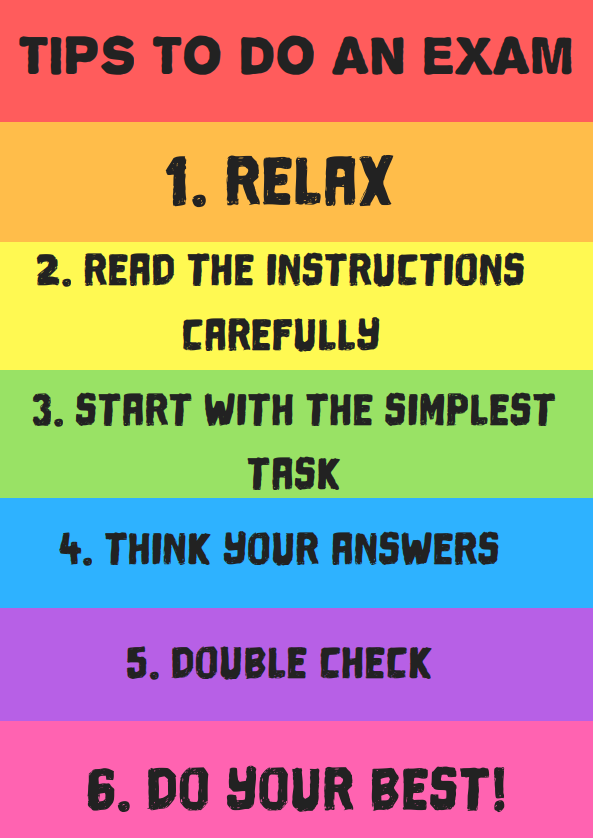 TIPS TO DO AN EXAM
1. RELAX
2. READ THE INSTRUCTIONS
CAREFULLY
3. START WITH THE SIMPLEST
TASK
4. THINK YOUR ANSWERS
5. DOUBLE CHECK
6. DO YOUR BEST!